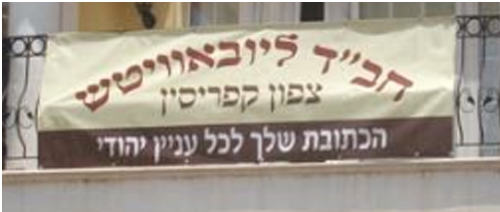 חב״ד ליובאוויטש
צפון קפריסין
הכתובת שלך לכל עניין יהודי